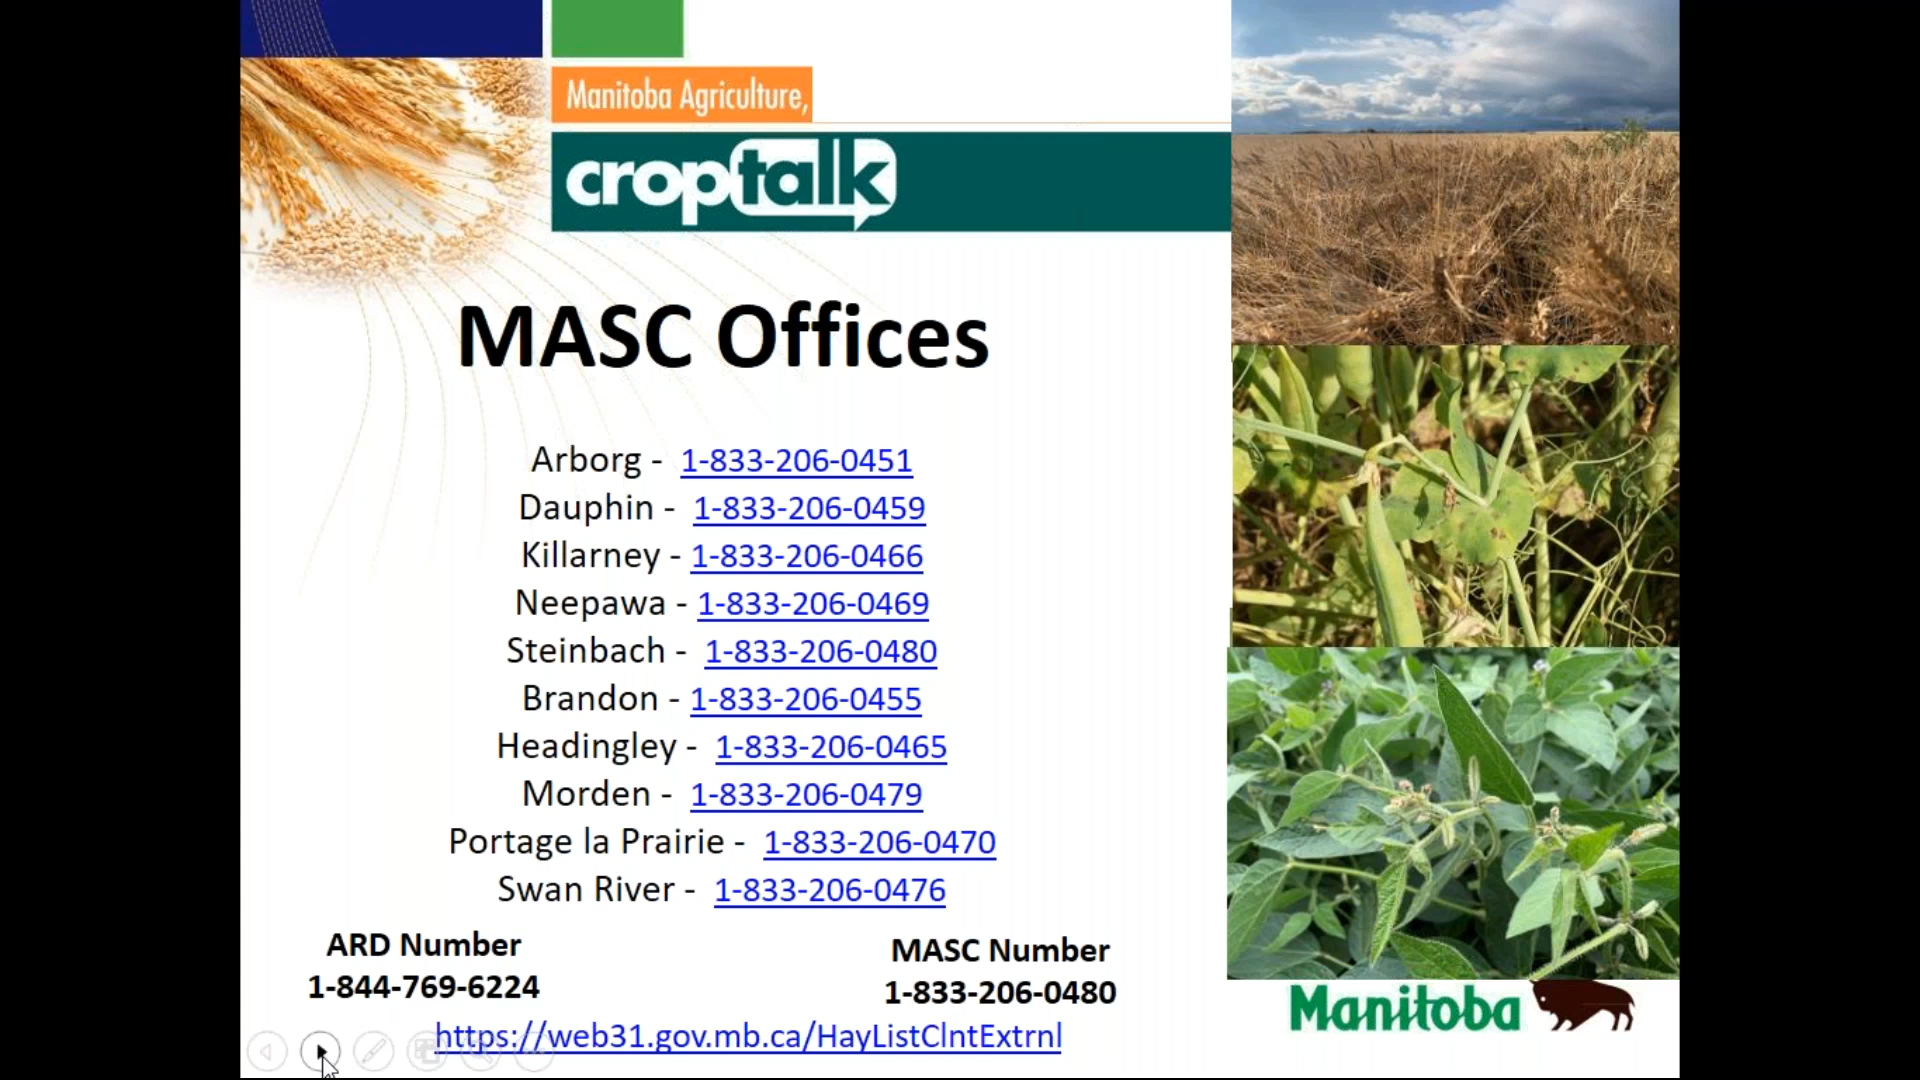 Manitoba Agriculture,
croptalk
MASC Offices
Arborg - 1-833-206-0451
Dauphin - 1-833-206-0459
Killarney - 1-833-206-0466
Neepawa - 1-833-206-0469
Steinbach - 1-833-206-0480
Brandon - 1-833-206-0455
Headingley - 1-833-206-0465
Morden - 1-833-206-0479
Portage la Prairie - 1-833-206-0470
Swan River - 1-833-206-0476
ARD Number
1-844-769-6224
MASC Number
1-833-206-0480
https://web31.gov.mb.ca/HayListClntExtrnl
Manitoba